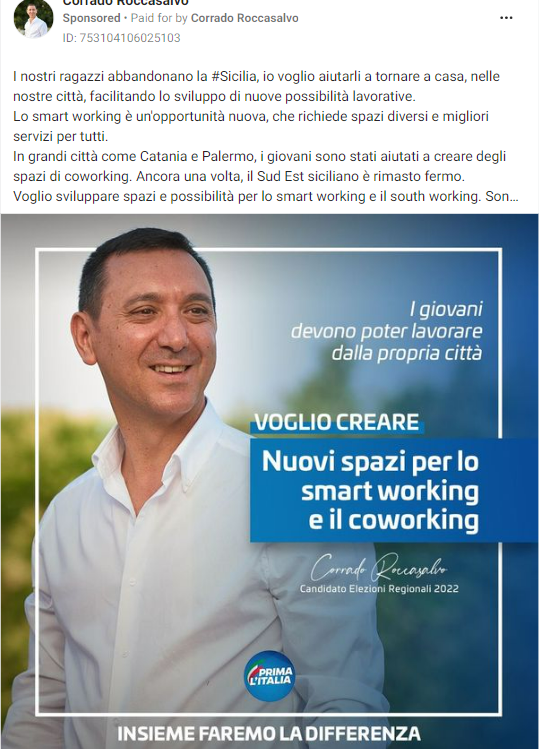 Corrado Roccasalvo
Sponsored • Paid for by Corrado Roccasalvo
ID: 753104106025103
I nostri ragazzi abbandonano la #Sicilia, io voglio aiutarli a tornare a casa, nelle
nostre città, facilitando lo sviluppo di nuove possibilità lavorative.
Lo smart working è un'opportunità nuova, che richiede spazi diversi e migliori
servizi per tutti.
In grandi città come Catania e Palermo, i giovani sono stati aiutati a creare degli
spazi di coworking. Ancora una volta, il Sud Est siciliano è rimasto fermo.
Voglio sviluppare spazi e possibilità per lo smart working e il south working. Son...
I giovani
devono poter lavorare
dalla propria città
VOGLIO CREARE
Nuovi spazi per lo
smart working
e il coworking
Corrado Roccasalvo
Candidato Elezioni Regionali 2022
PRIMA
L'ITALIA
INSIEME FAREMO LA DIFFERENZA